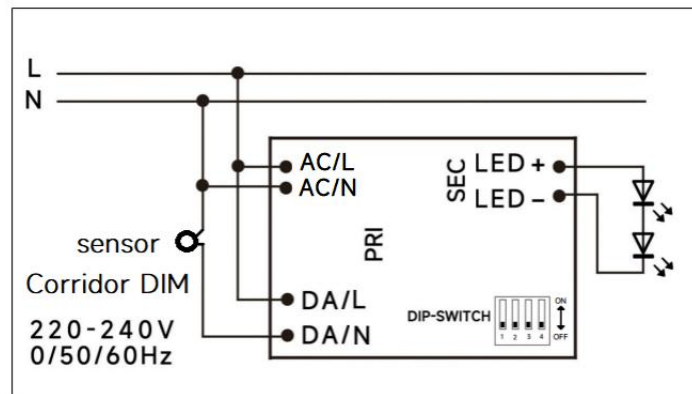 L
N
AC/L
AC/N
SEC
LED +
LED -
sensor
Corridor DIM
PRI
220-240V
0/50/60Hz
DA/L
DA/N
DIP-SWITCH
ON
1 2 3 4
OFF